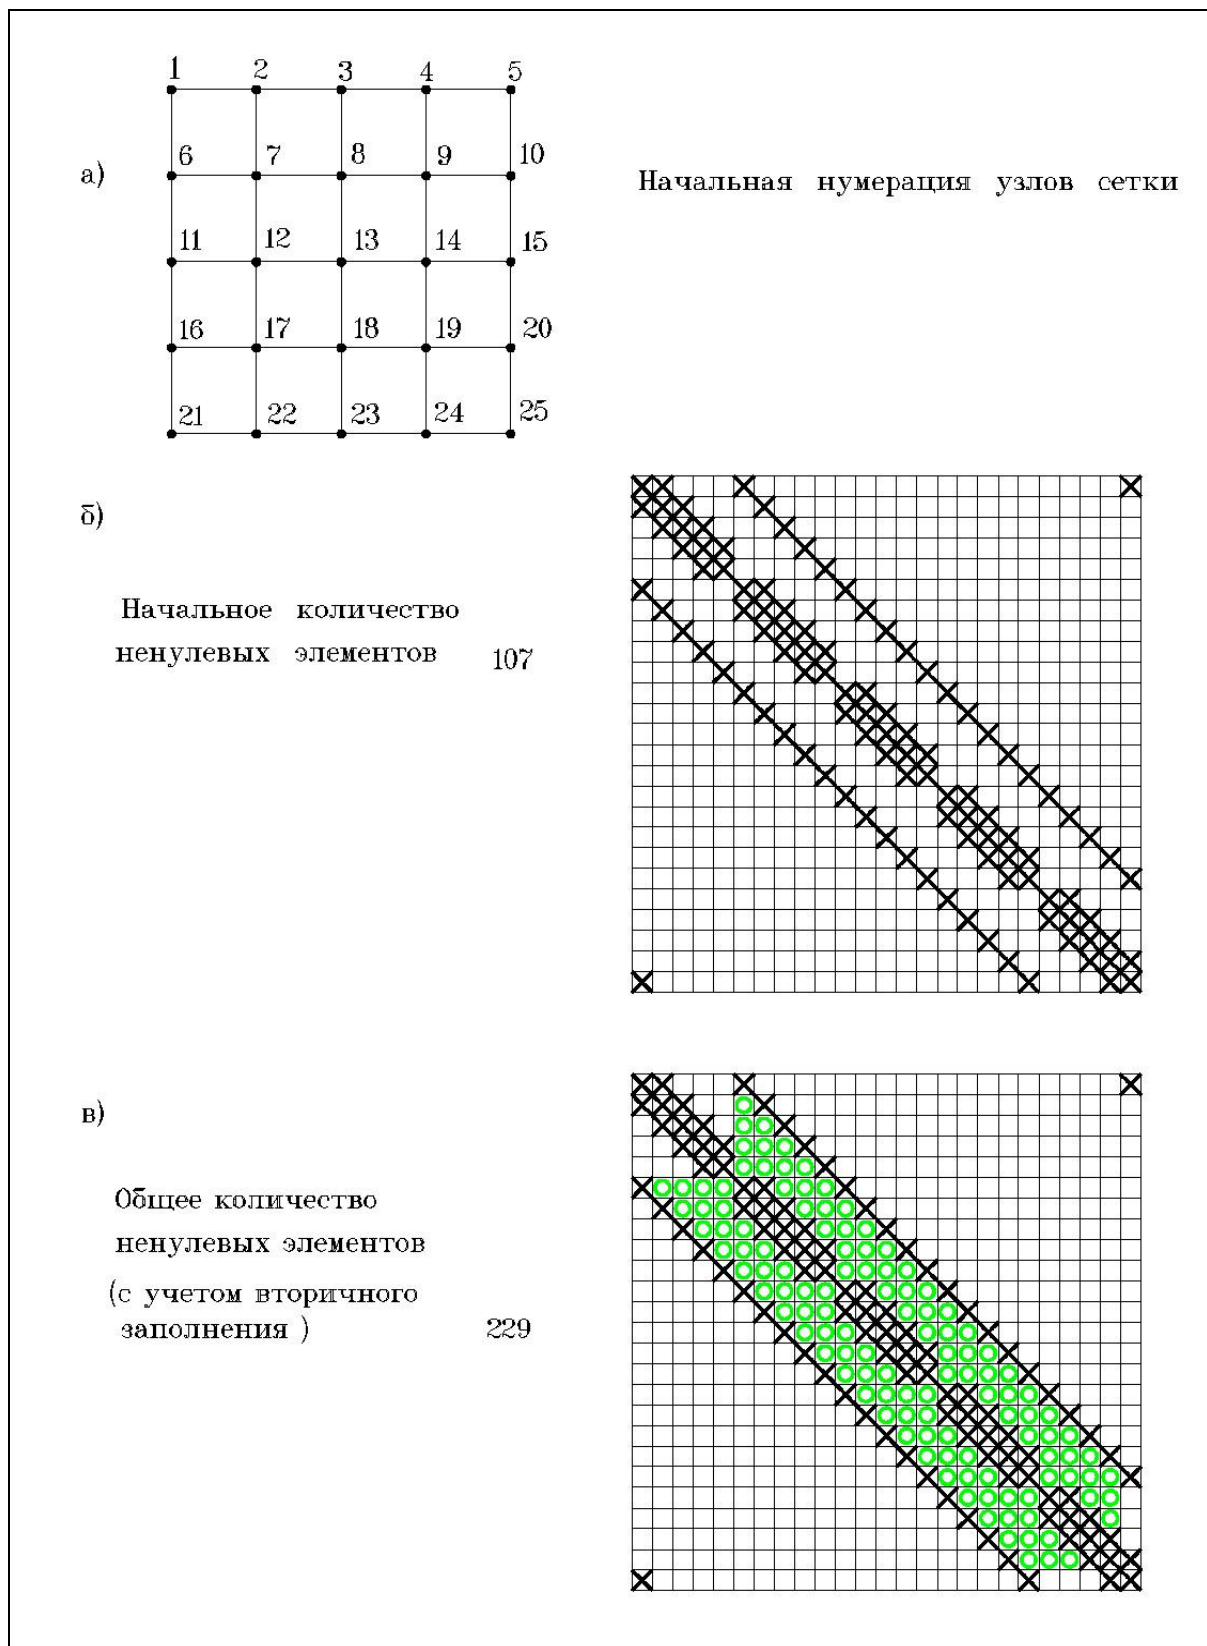 1 2 3 4 5
6 7 8 9 10
а)
Начальная нумерация узлов сетки
11 12 13 14 15
16 17 18 19 20
21 22 23 24 25
б)
Начальное количество
ненулевых элементов 107
в)
Общее количество
ненулевых элементов
(с учетом вторичного
заполнения ) 229